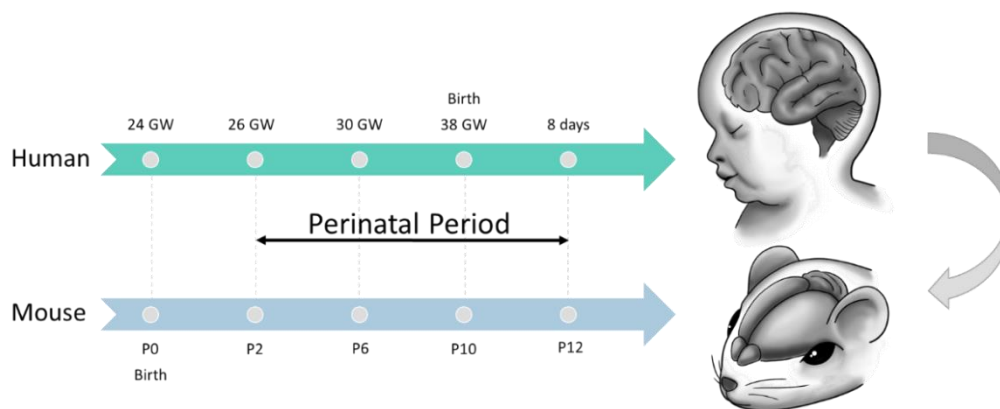 Birth
24 GW 26 GW 30 GW 38 GW 8 days
Human
Perinatal Period
Mouse
P0 P2 P6 P10 P12
Birth